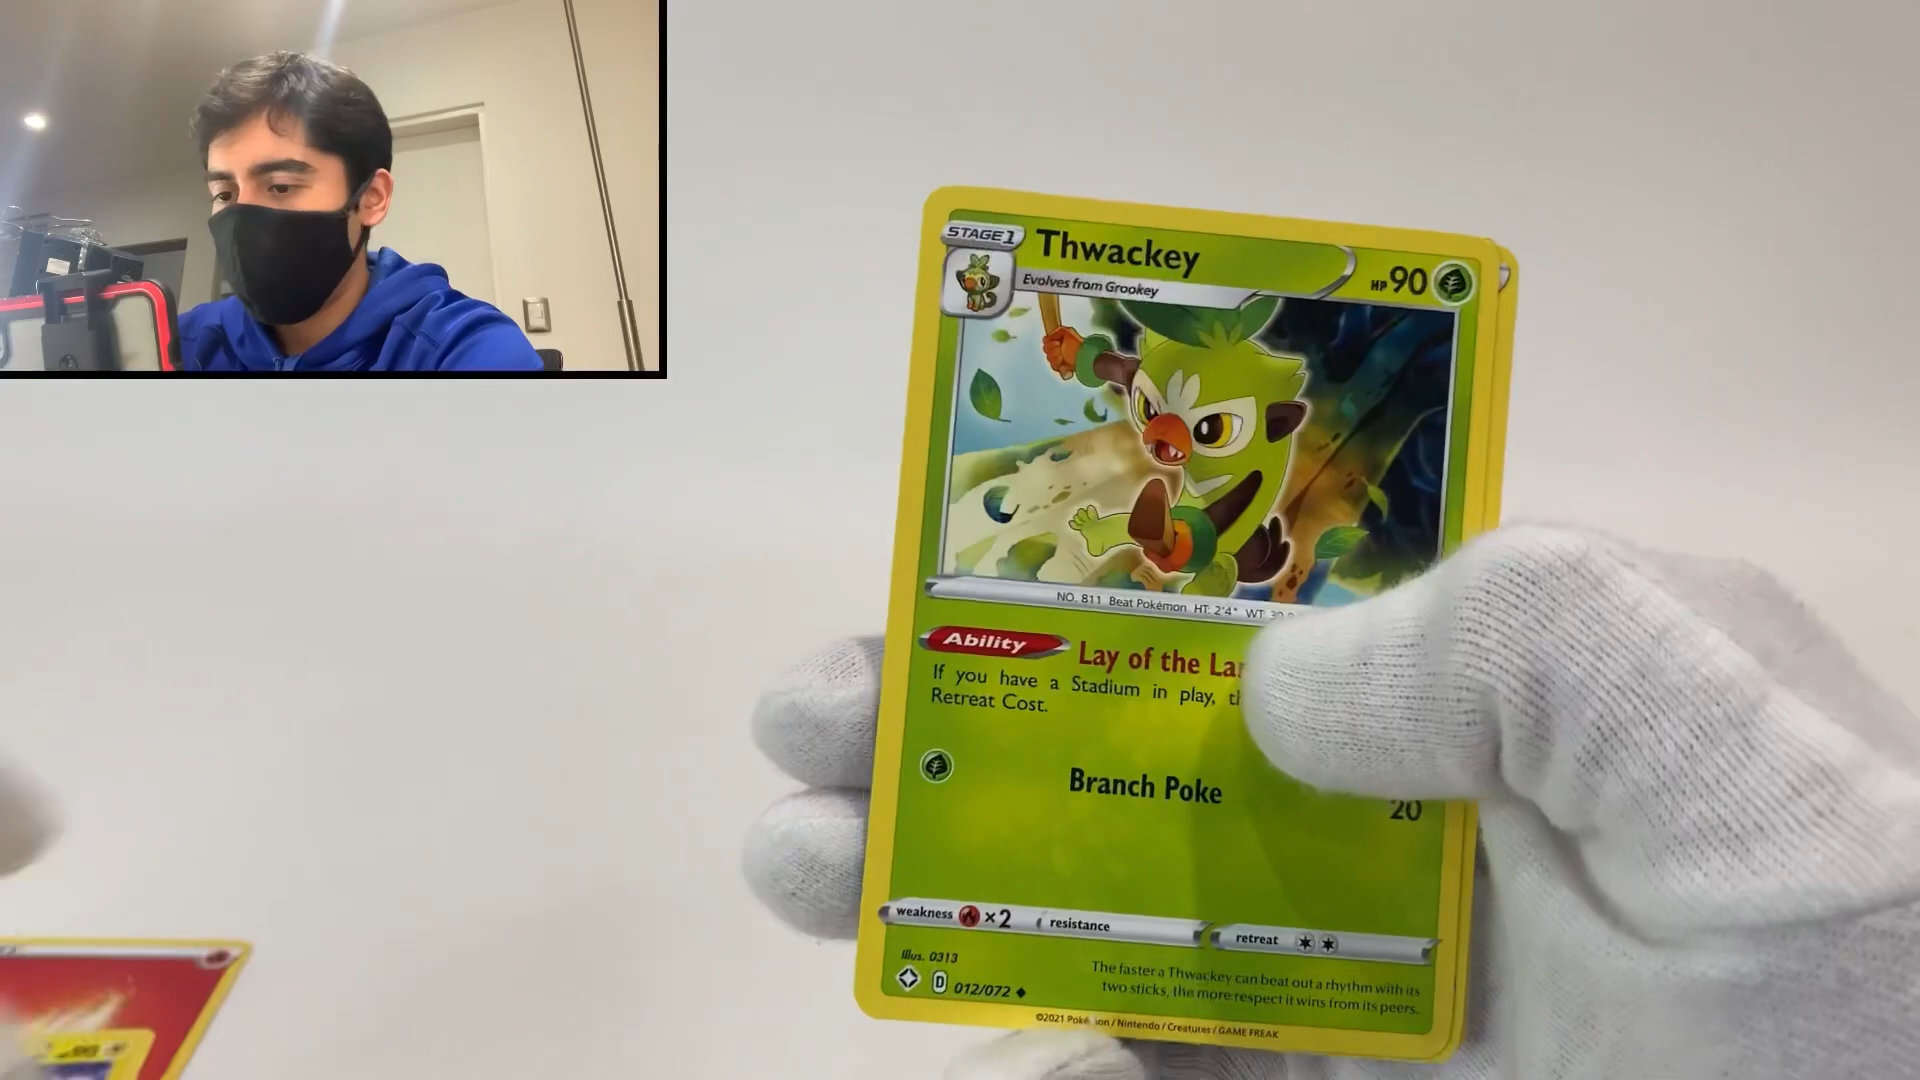 STAGE 1
Thwackey
HP 90
Evolves from Grookey
NO. 811 Beat Pokémon HT: 2'4" WT:
Ability Lay of the
If you have a Stadium in play,
Retreat Cost.
Branch Poke
20
weakness ×2 resistance
retreat
Illus. 0313
D 012/072
The faster a Thwackey can beat out a rhythm with its
two sticks, the more respect it wins from its peers.
©2021 Pokémon / Nintendo / Creatures / GAME FREAK